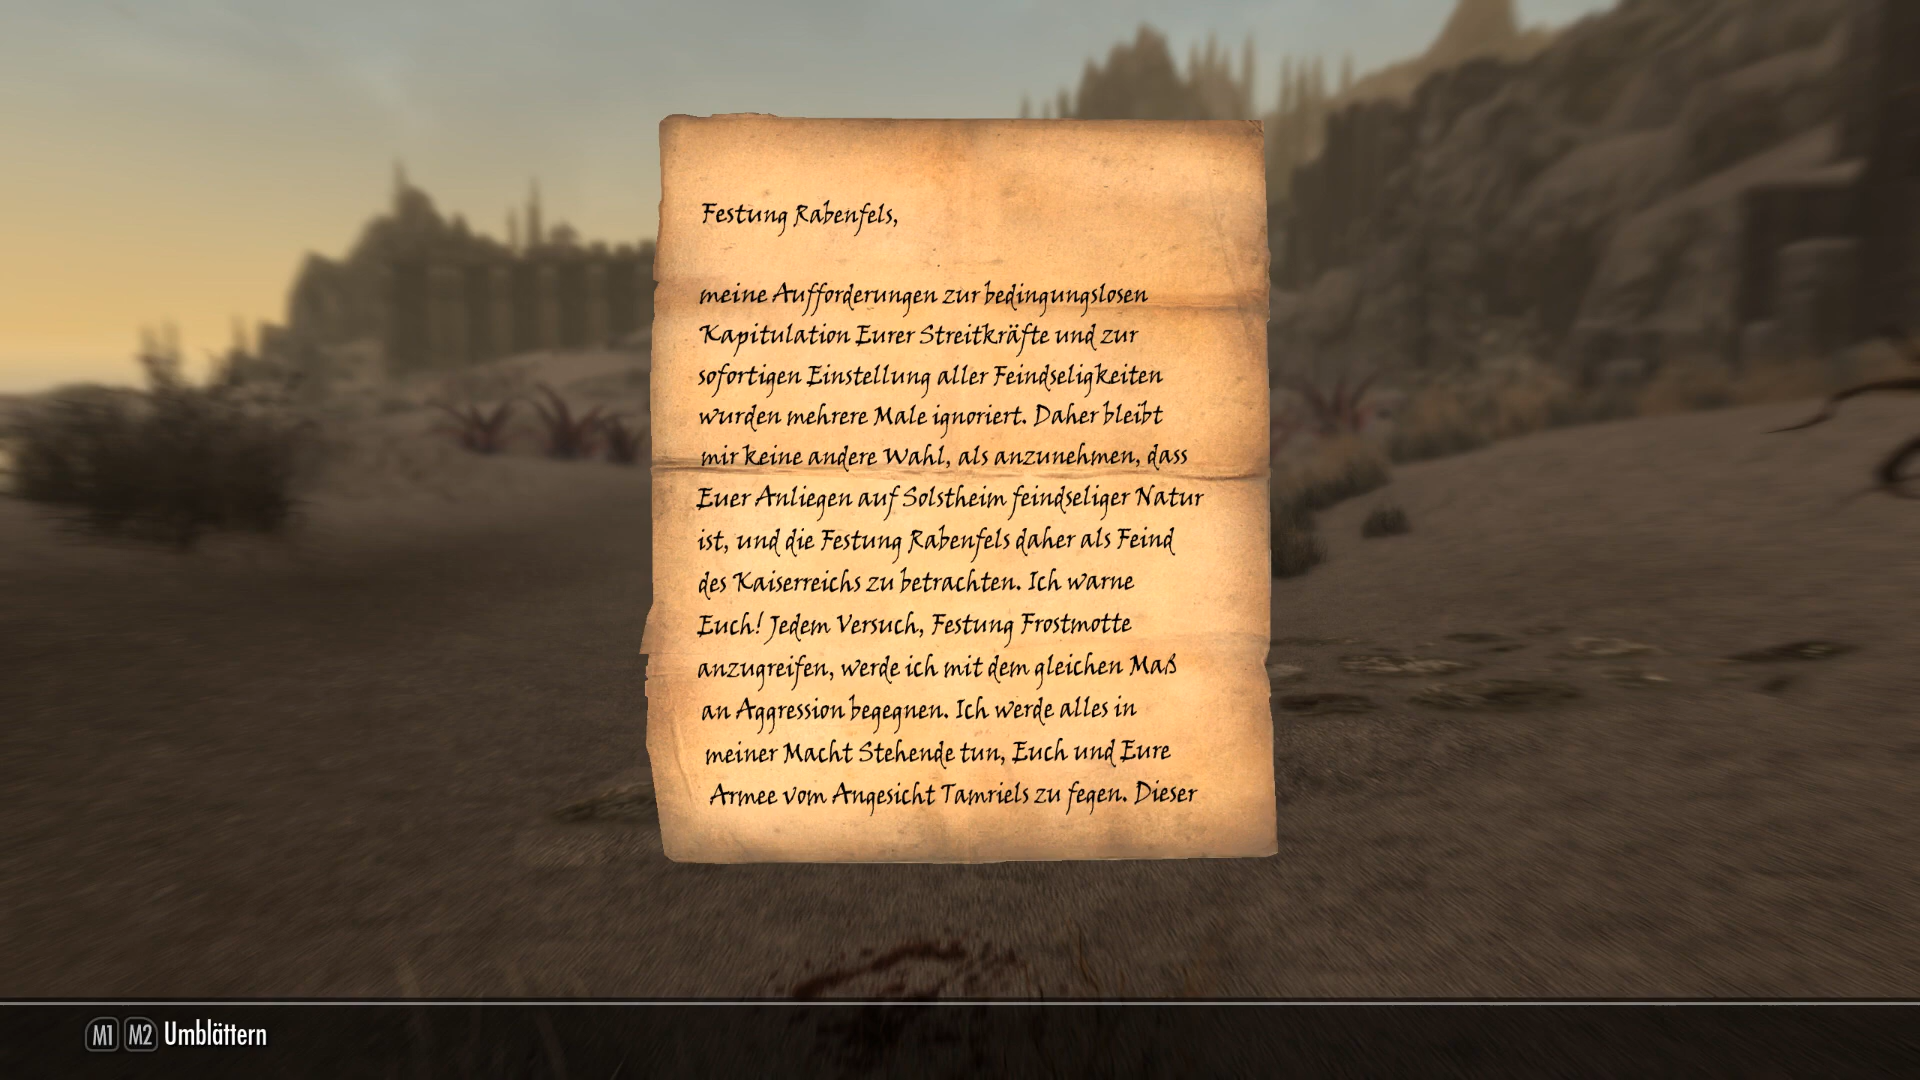 Festung Rabenfels,
meine Aufforderungen zur bedingungslosen
Kapitulation Eurer Streitkräfte und zur
sofortigen Einstellung aller Feindseligkeiten
wurden mehrere Male ignoriert. Daher bleibt
mir keine andere Wahl, als anzunehmen, dass
Euer Anliegen auf Solstheim feindseliger Natur
ist, und die Festung Rabenfels daher als Feind
des Kaiserreichs zu betrachten. Ich warne
Euch! Jedem Versuch, Festung Frostmotte
anzugreifen, werde ich mit dem gleichen Maß
an Aggression begegnen. Ich werde alles in
meiner Macht Stehende tun, Euch und Eure
Armee vom Angesicht Tamriels zu fegen. Dieser
M1 M2 Umblättern